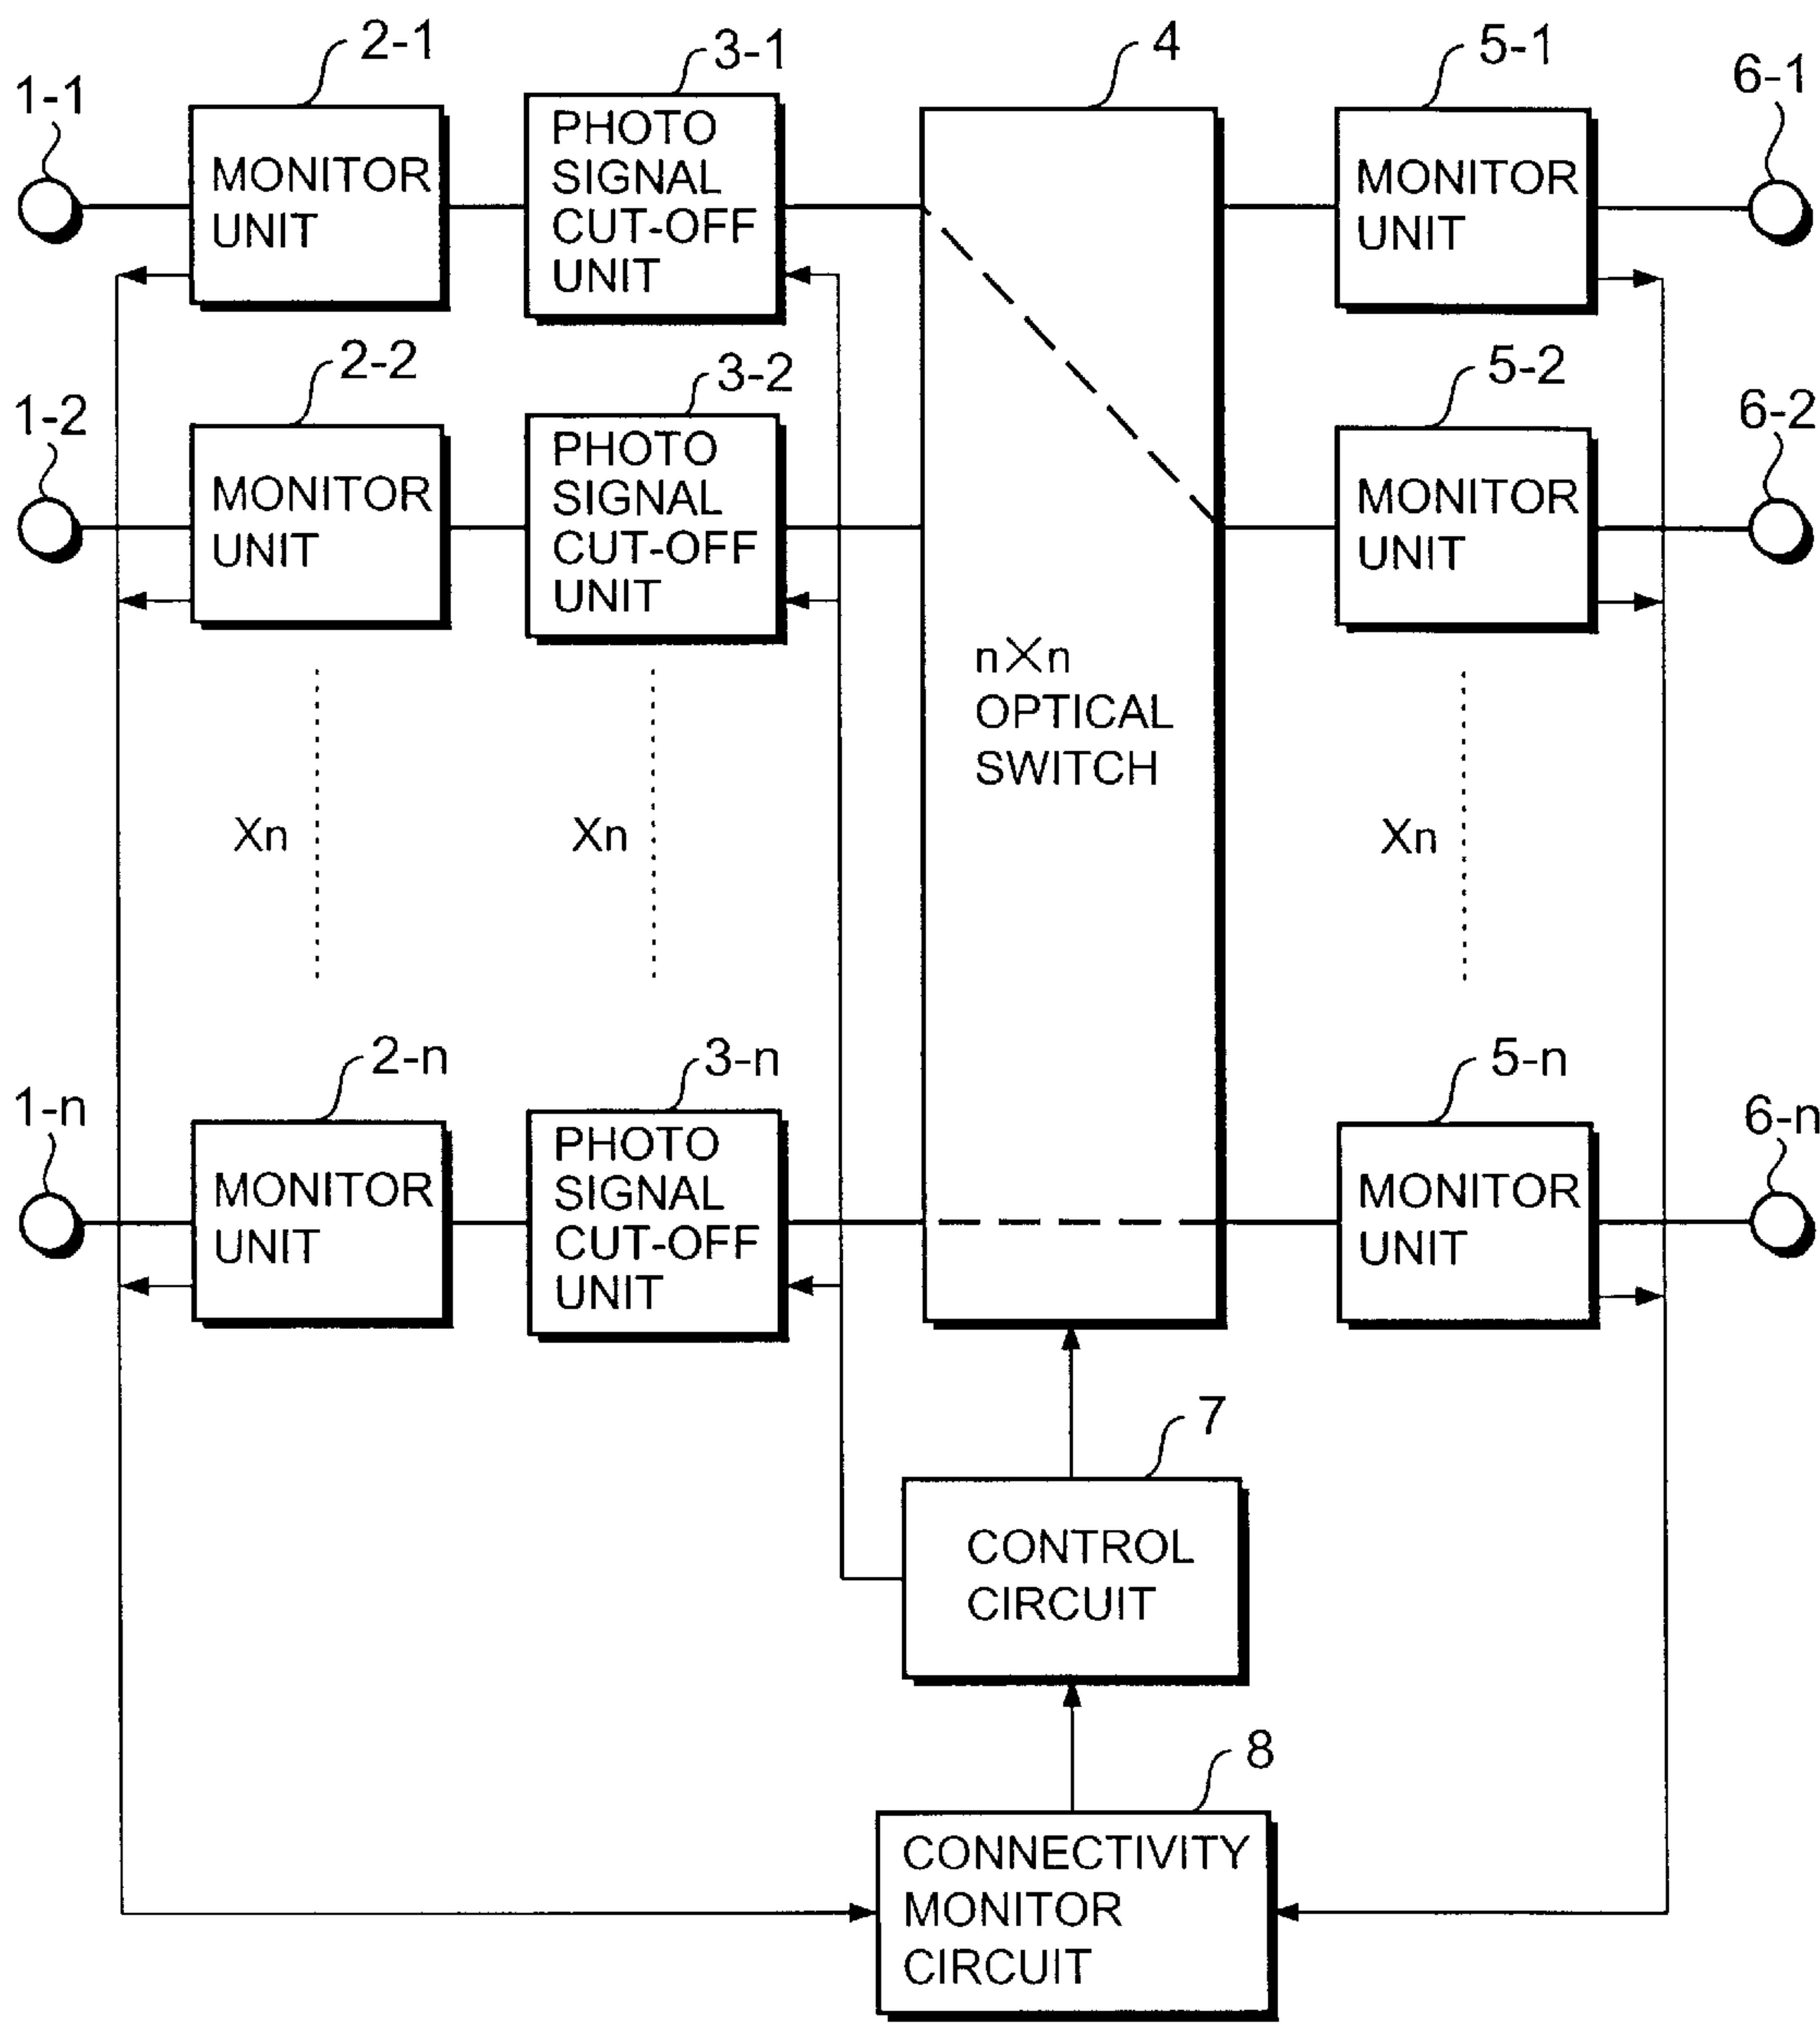 2-1
3-1
4
5-1
6-1
1-1
MONITOR
UNIT
PHOTO
SIGNAL
CUT-OFF
UNIT
MONITOR
UNIT
2-2
3-2
5-2
6-2
1-2
MONITOR
UNIT
PHOTO
SIGNAL
CUT-OFF
UNIT
MONITOR
UNIT
n×n
OPTICAL
SWITCH
Xn
Xn
Xn
2-n
3-n
5-n
6-n
1-n
MONITOR
UNIT
PHOTO
SIGNAL
CUT-OFF
UNIT
MONITOR
UNIT
7
CONTROL
CIRCUIT
8
CONNECTIVITY
MONITOR
CIRCUIT